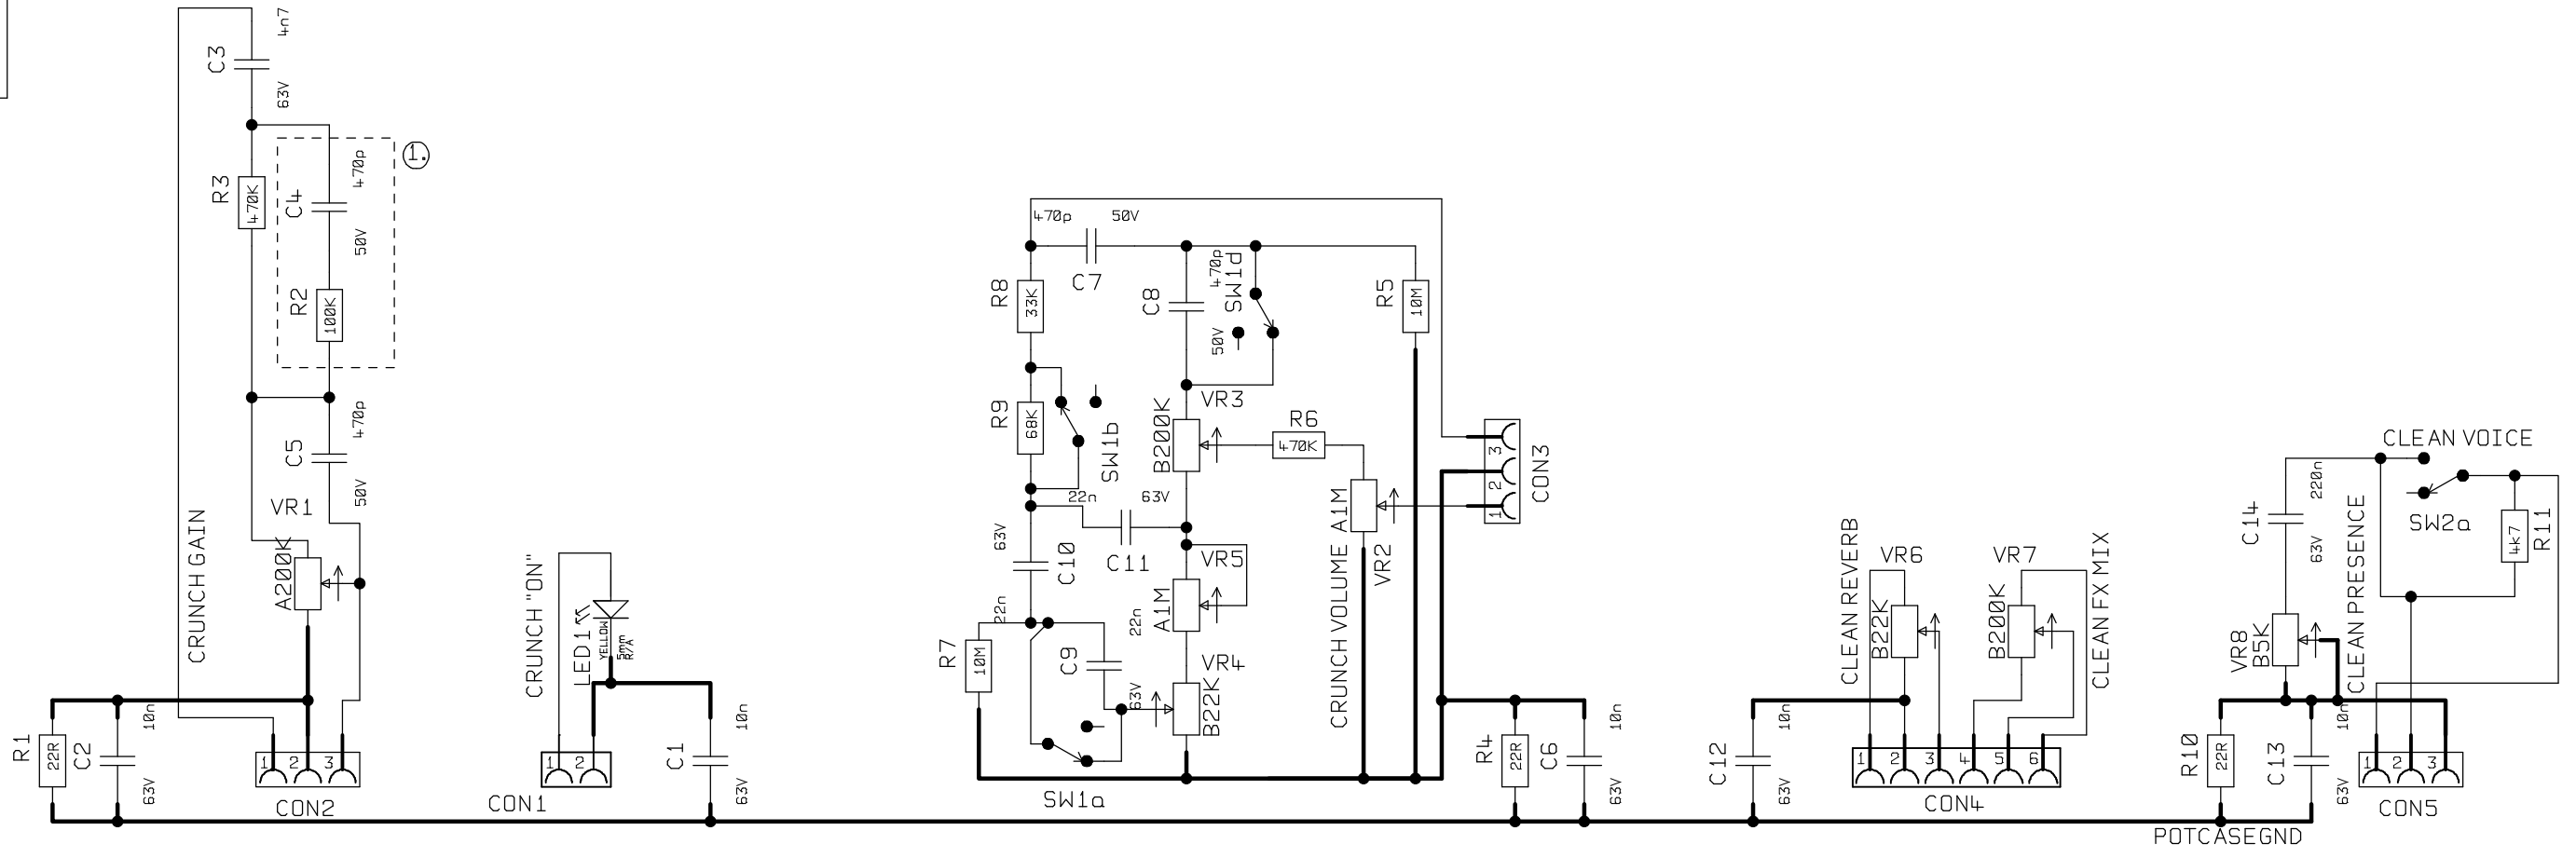 C3
4n7
63V
1.
R3
470K
C4
470p
50V
R2
100K
C5
470p
50V
VR1
A200K
CRUNCH GAIN
R1
22R
C2
10n
63V
1
2
3
CON2
CRUNCH "ON"
LED1
YELLOW
5mm
R/A
1
2
CON1
C1
10n
63V
470p
50V
C7
R8
33K
C8
470p
50V
SW1d
R5
10M
R9
68K
SW1b
VR3
B200K
R6
470K
22n
63V
C11
63V
C10
22n
VR5
A1M
22n
R7
10M
C9
63V
VR4
B22K
SW1a
A1M
VR2
CRUNCH VOLUME
3
2
1
CON3
R4
22R
C6
10n
63V
C12
10n
63V
CLEAN REVERB
VR6
B22K
VR7
B200K
CLEAN FX MIX
1
2
3
4
5
6
CON4
CLEAN VOICE
C14
220n
63V
SW2a
4k7
R11
VR8
B5K
CLEAN PRESENCE
R10
22R
C13
10n
63V
1
2
3
CON5
POTCASEGND